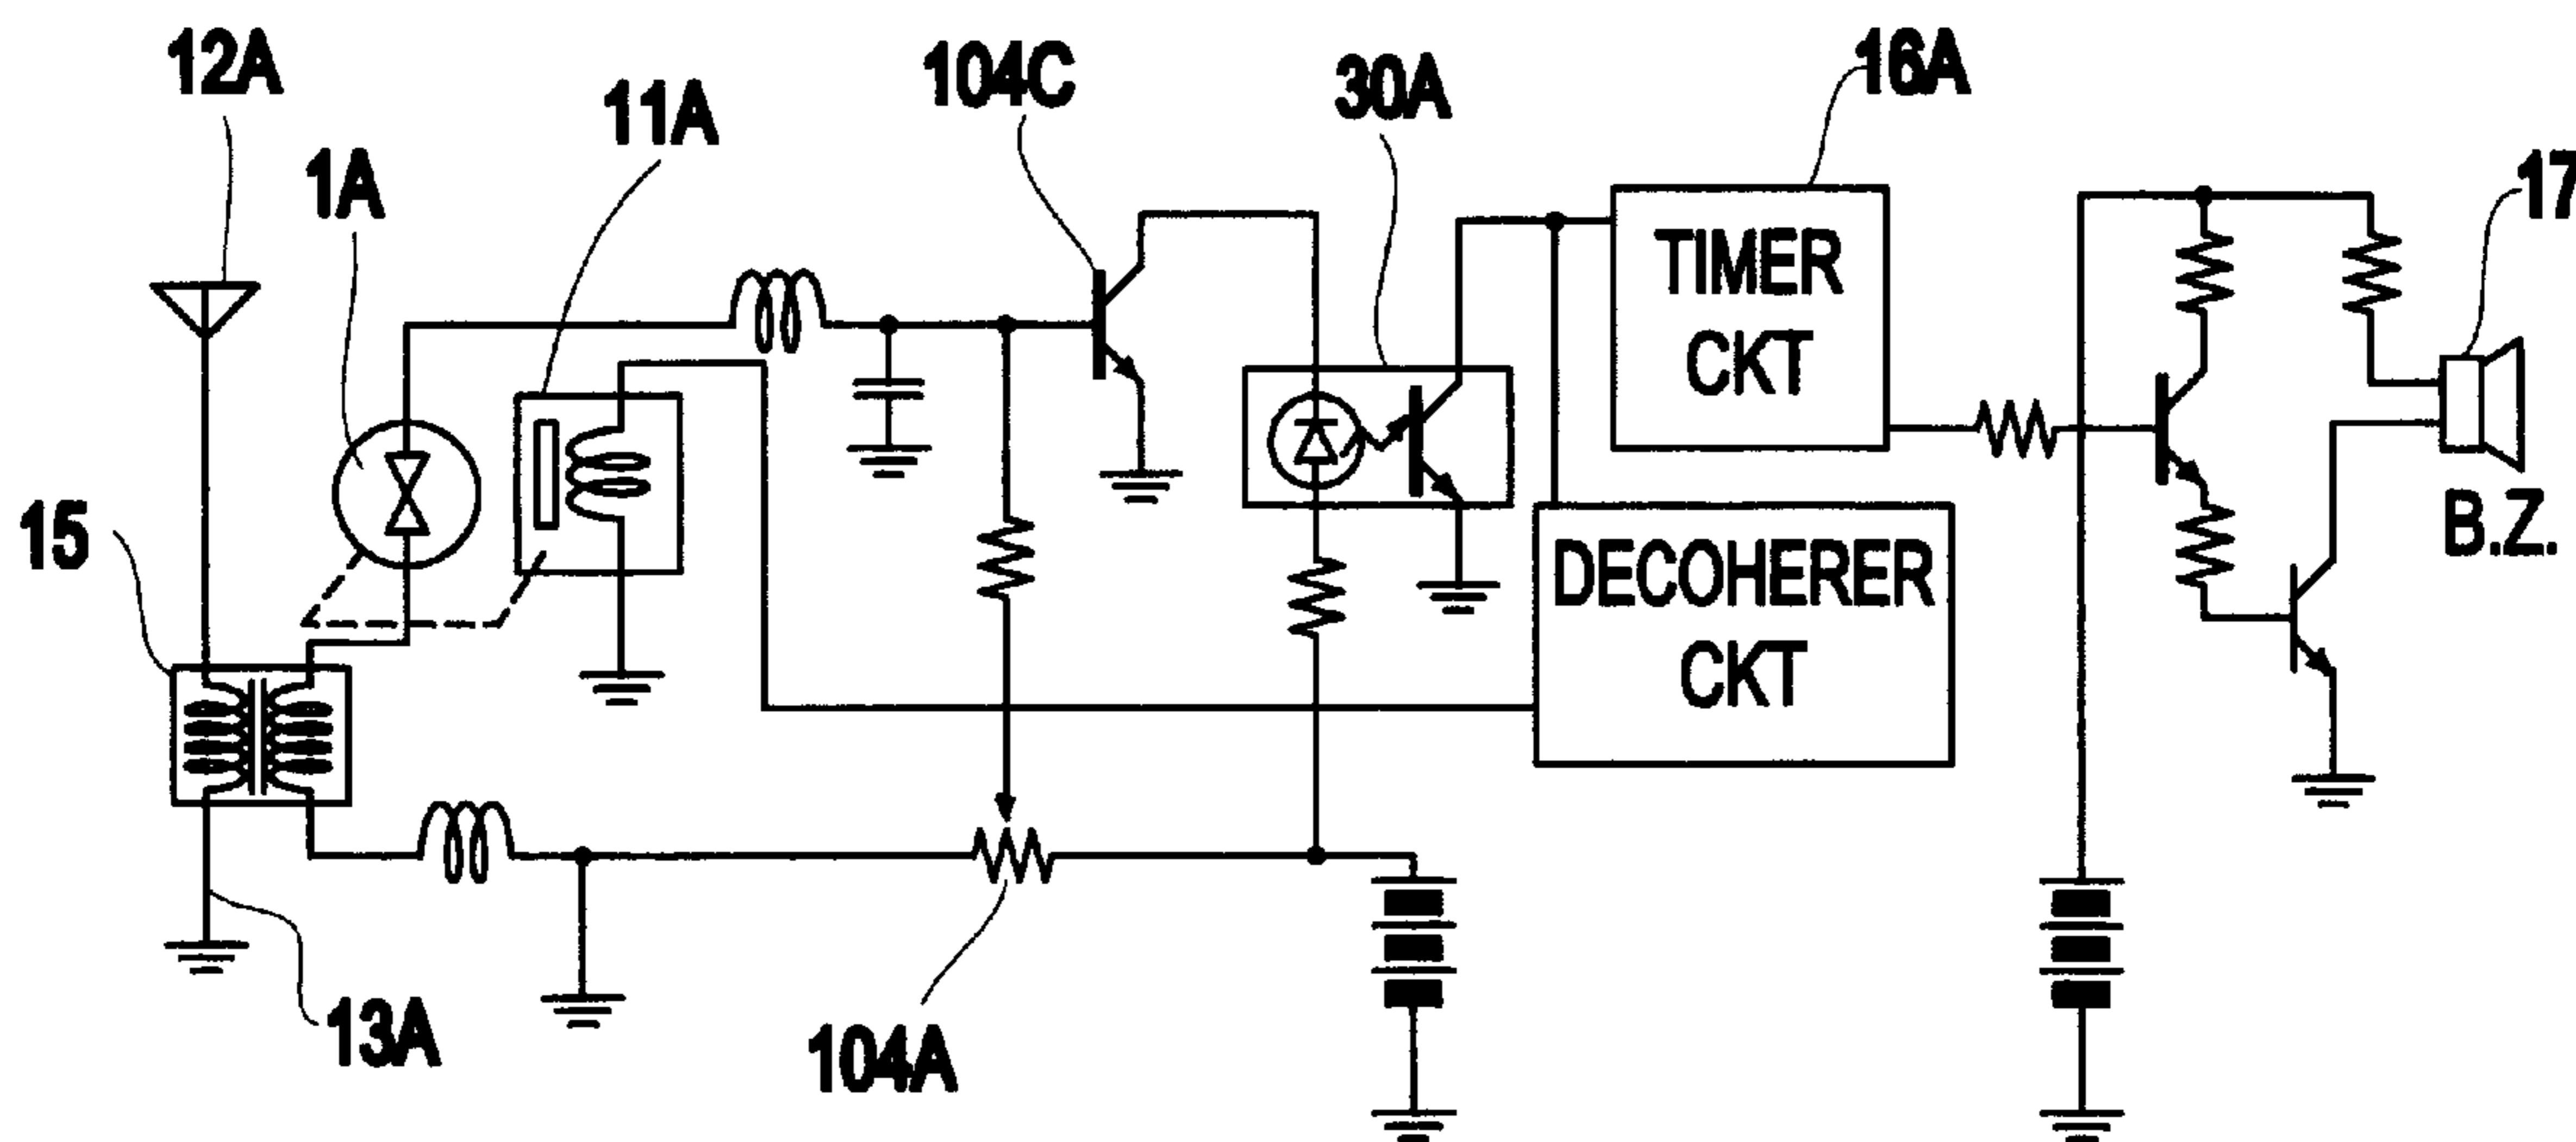 12A
1A
11A
104C
30A
16A
17
TIMER
CKT
15
DECOHERER
CKT
B.Z.
13A
104A